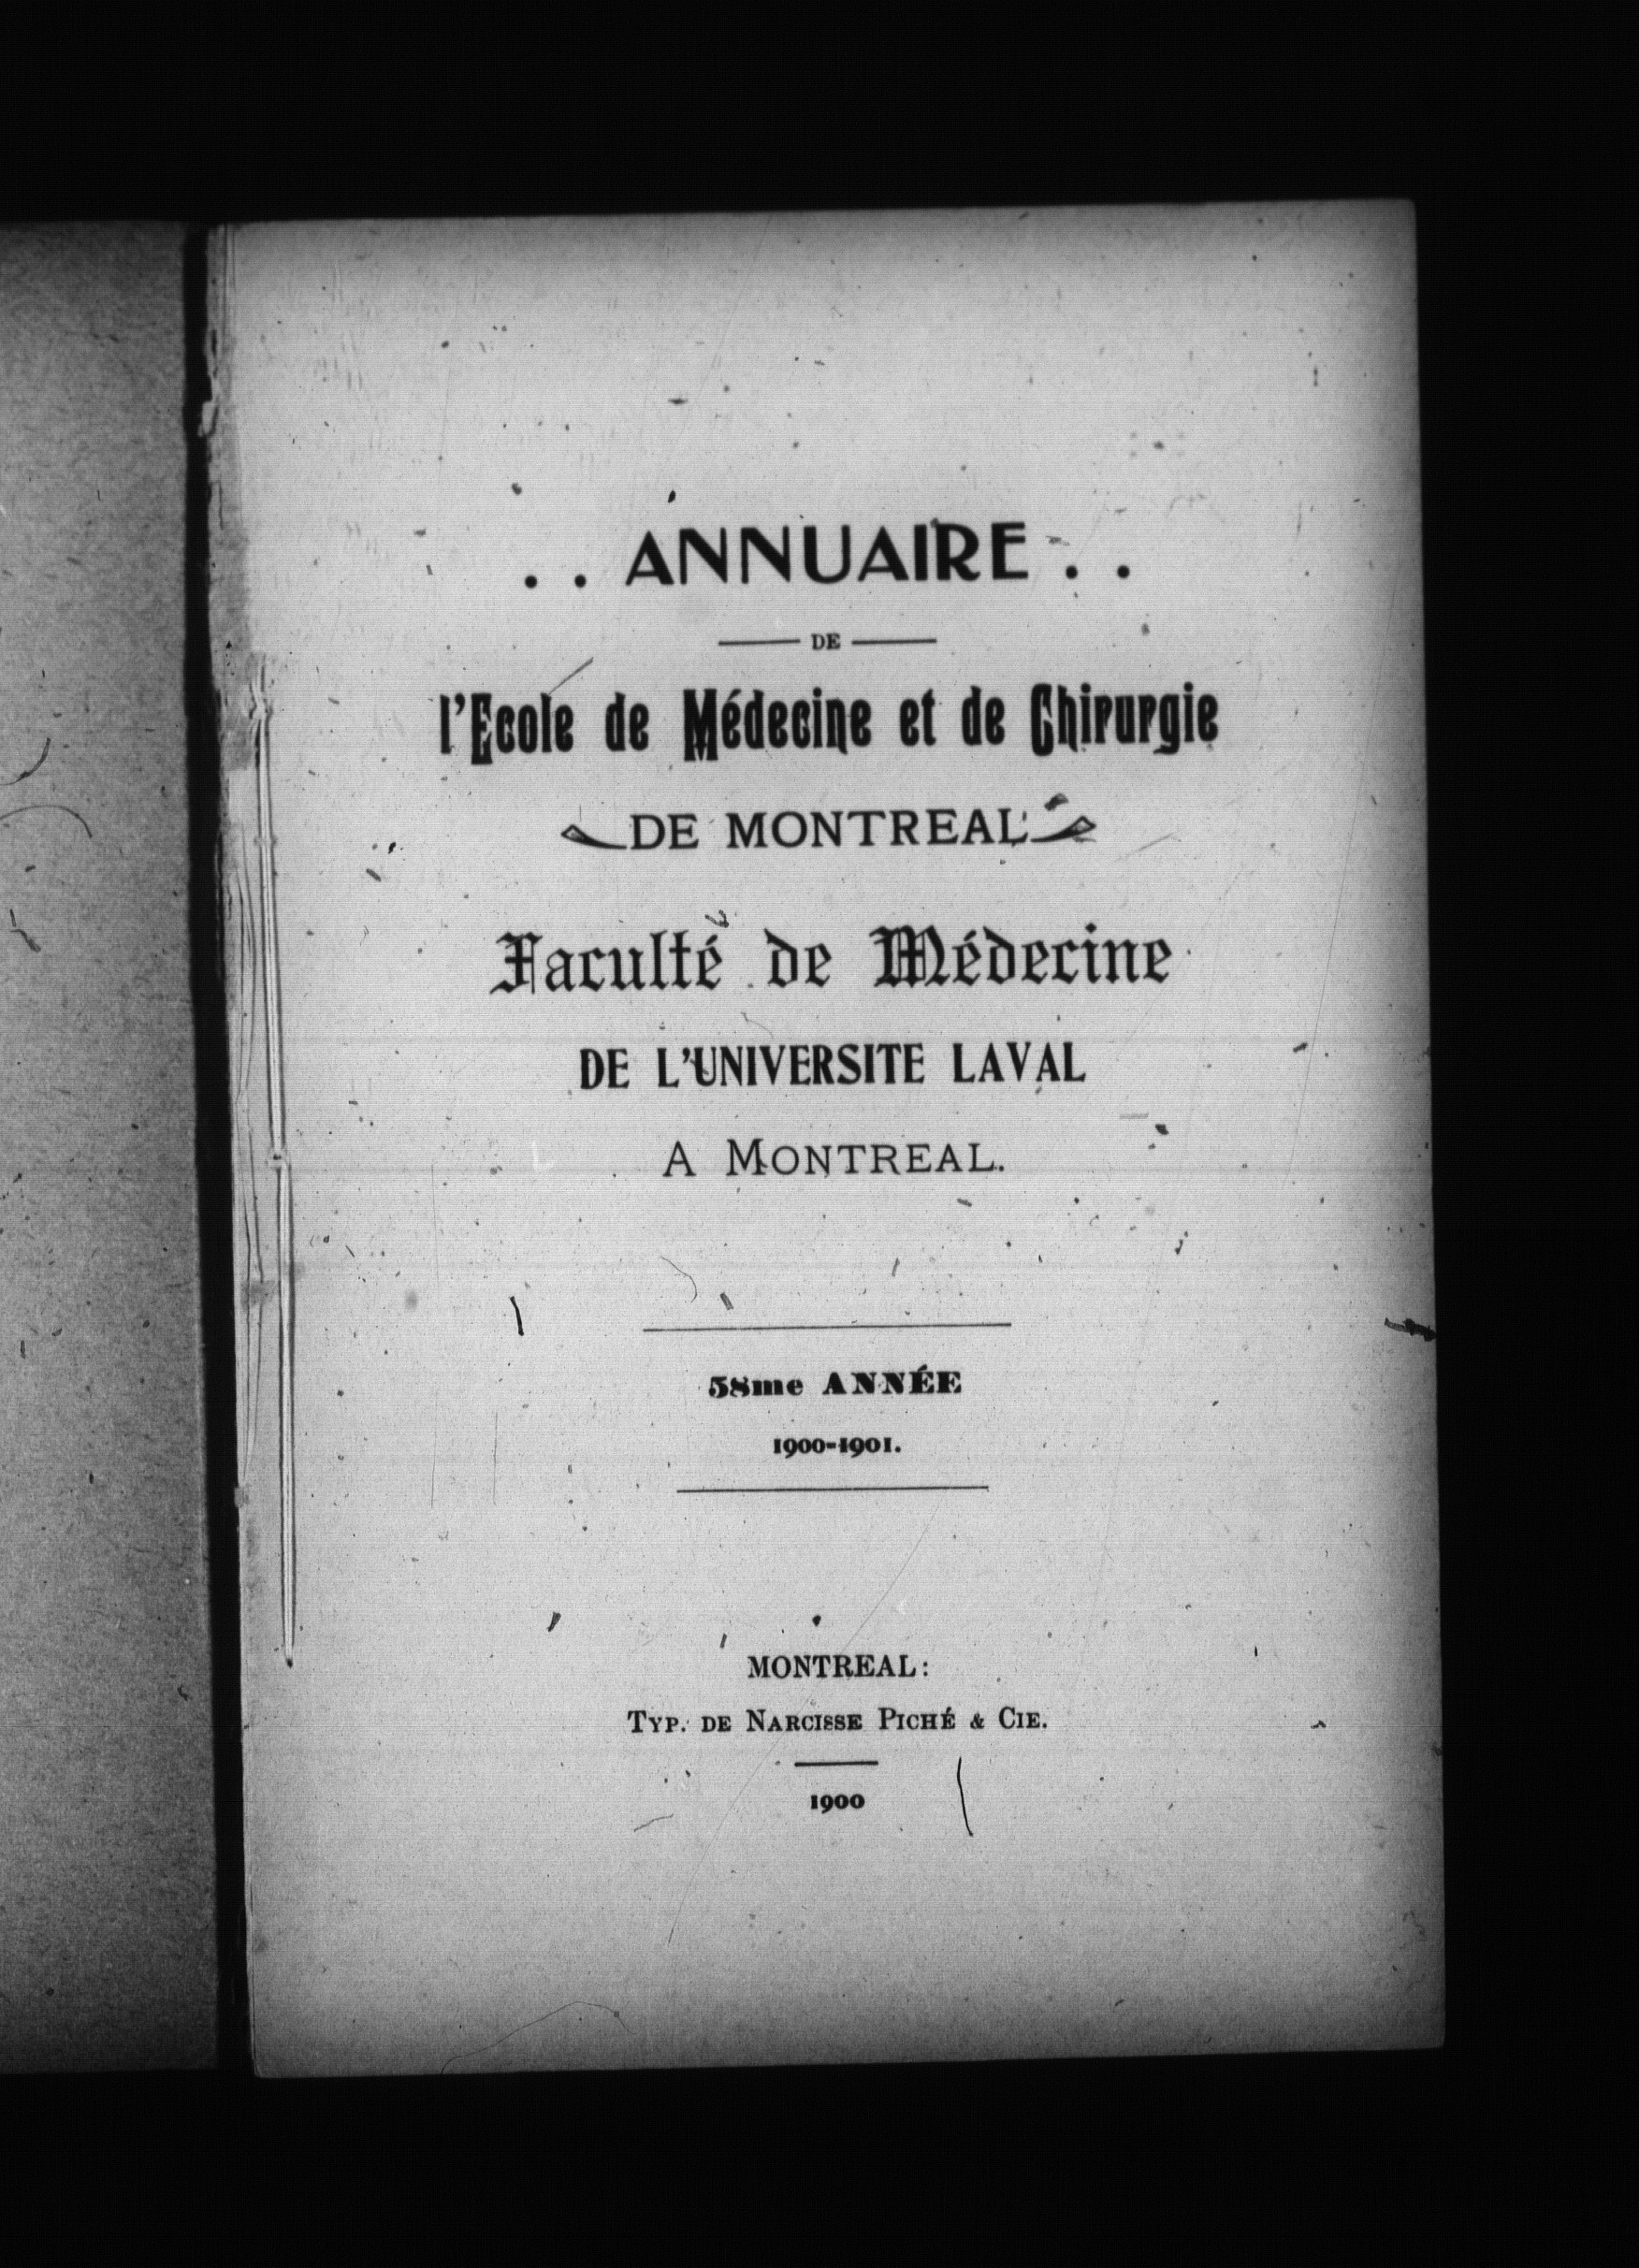 . . ANNUAIRE . .
DE
l'Ecole de Médecine et de Chirurgie
DE MONTREAL
Faculté de Médecine
DE L'UNIVERSITE LAVAL
A MONTREAL.
58me ANNÉE
1900-1901.
MONTREAL:
TYP. DE NARCISSE PICHÉ & CIE.
1900